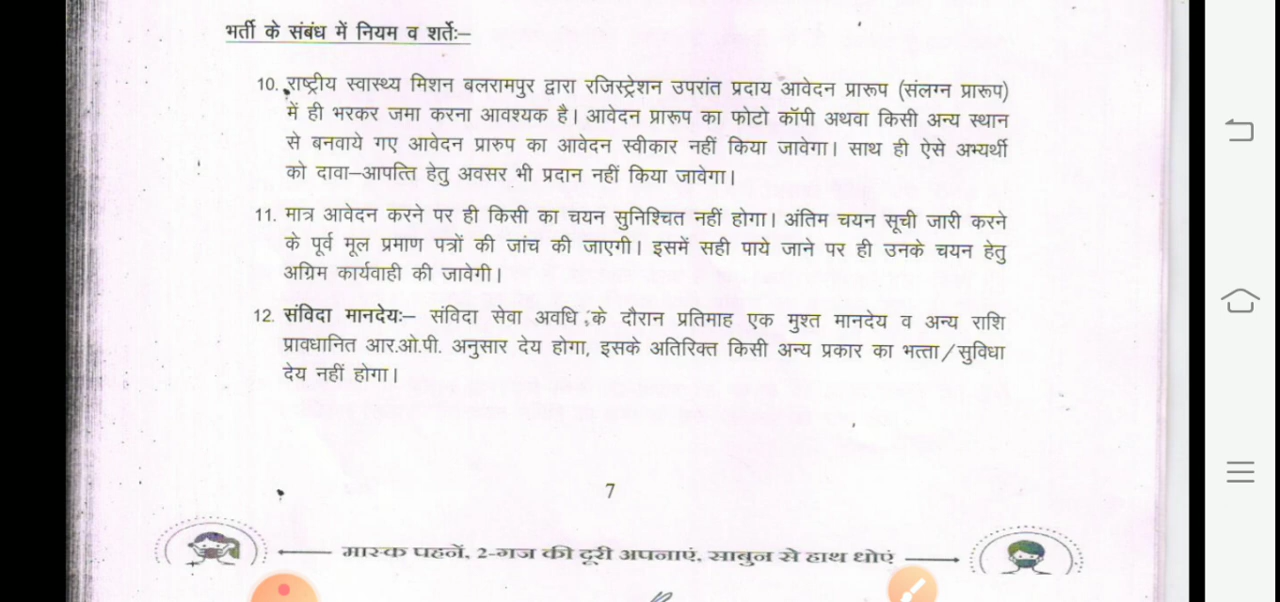 भर्ती के संबंध में नियम व शर्तेः–
10. राष्ट्रीय स्वास्थ्य मिशन बलरामपुर द्वारा रजिस्ट्रेशन उपरांत प्रदाय आवेदन प्रारूप (संलग्न प्रारूप)
में ही भरकर जमा करना आवश्यक है। आवेदन प्रारूप का फोटो कॉपी अथवा किसी अन्य स्थान
से बनवाये गए आवेदन प्रारुप का आवेदन स्वीकार नहीं किया जावेगा। साथ ही ऐसे अभ्यर्थी
को दावा–आपत्ति हेतु अवसर भी प्रदान नहीं किया जावेगा।
11. मात्र आवेदन करने पर ही किसी का चयन सुनिश्चित नहीं होगा। अंतिम चयन सूची जारी करने
के पूर्व मूल प्रमाण पत्रों की जांच की जाएगी। इसमें सही पाये जाने पर ही उनके चयन हेतु
अग्रिम कार्यवाही की जावेगी।
12. संविदा मानदेयः– संविदा सेवा अवधि के दौरान प्रतिमाह एक मुश्त मानदेय व अन्य राशि
प्रावधानित आर.ओ.पी. अनुसार देय होगा, इसके अतिरिक्त किसी अन्य प्रकार का भत्ता/सुविधा
देय नहीं होगा।
7
मास्क पहनें, 2-गज की दूरी अपनाएं, साबुन से हाथ धोएं